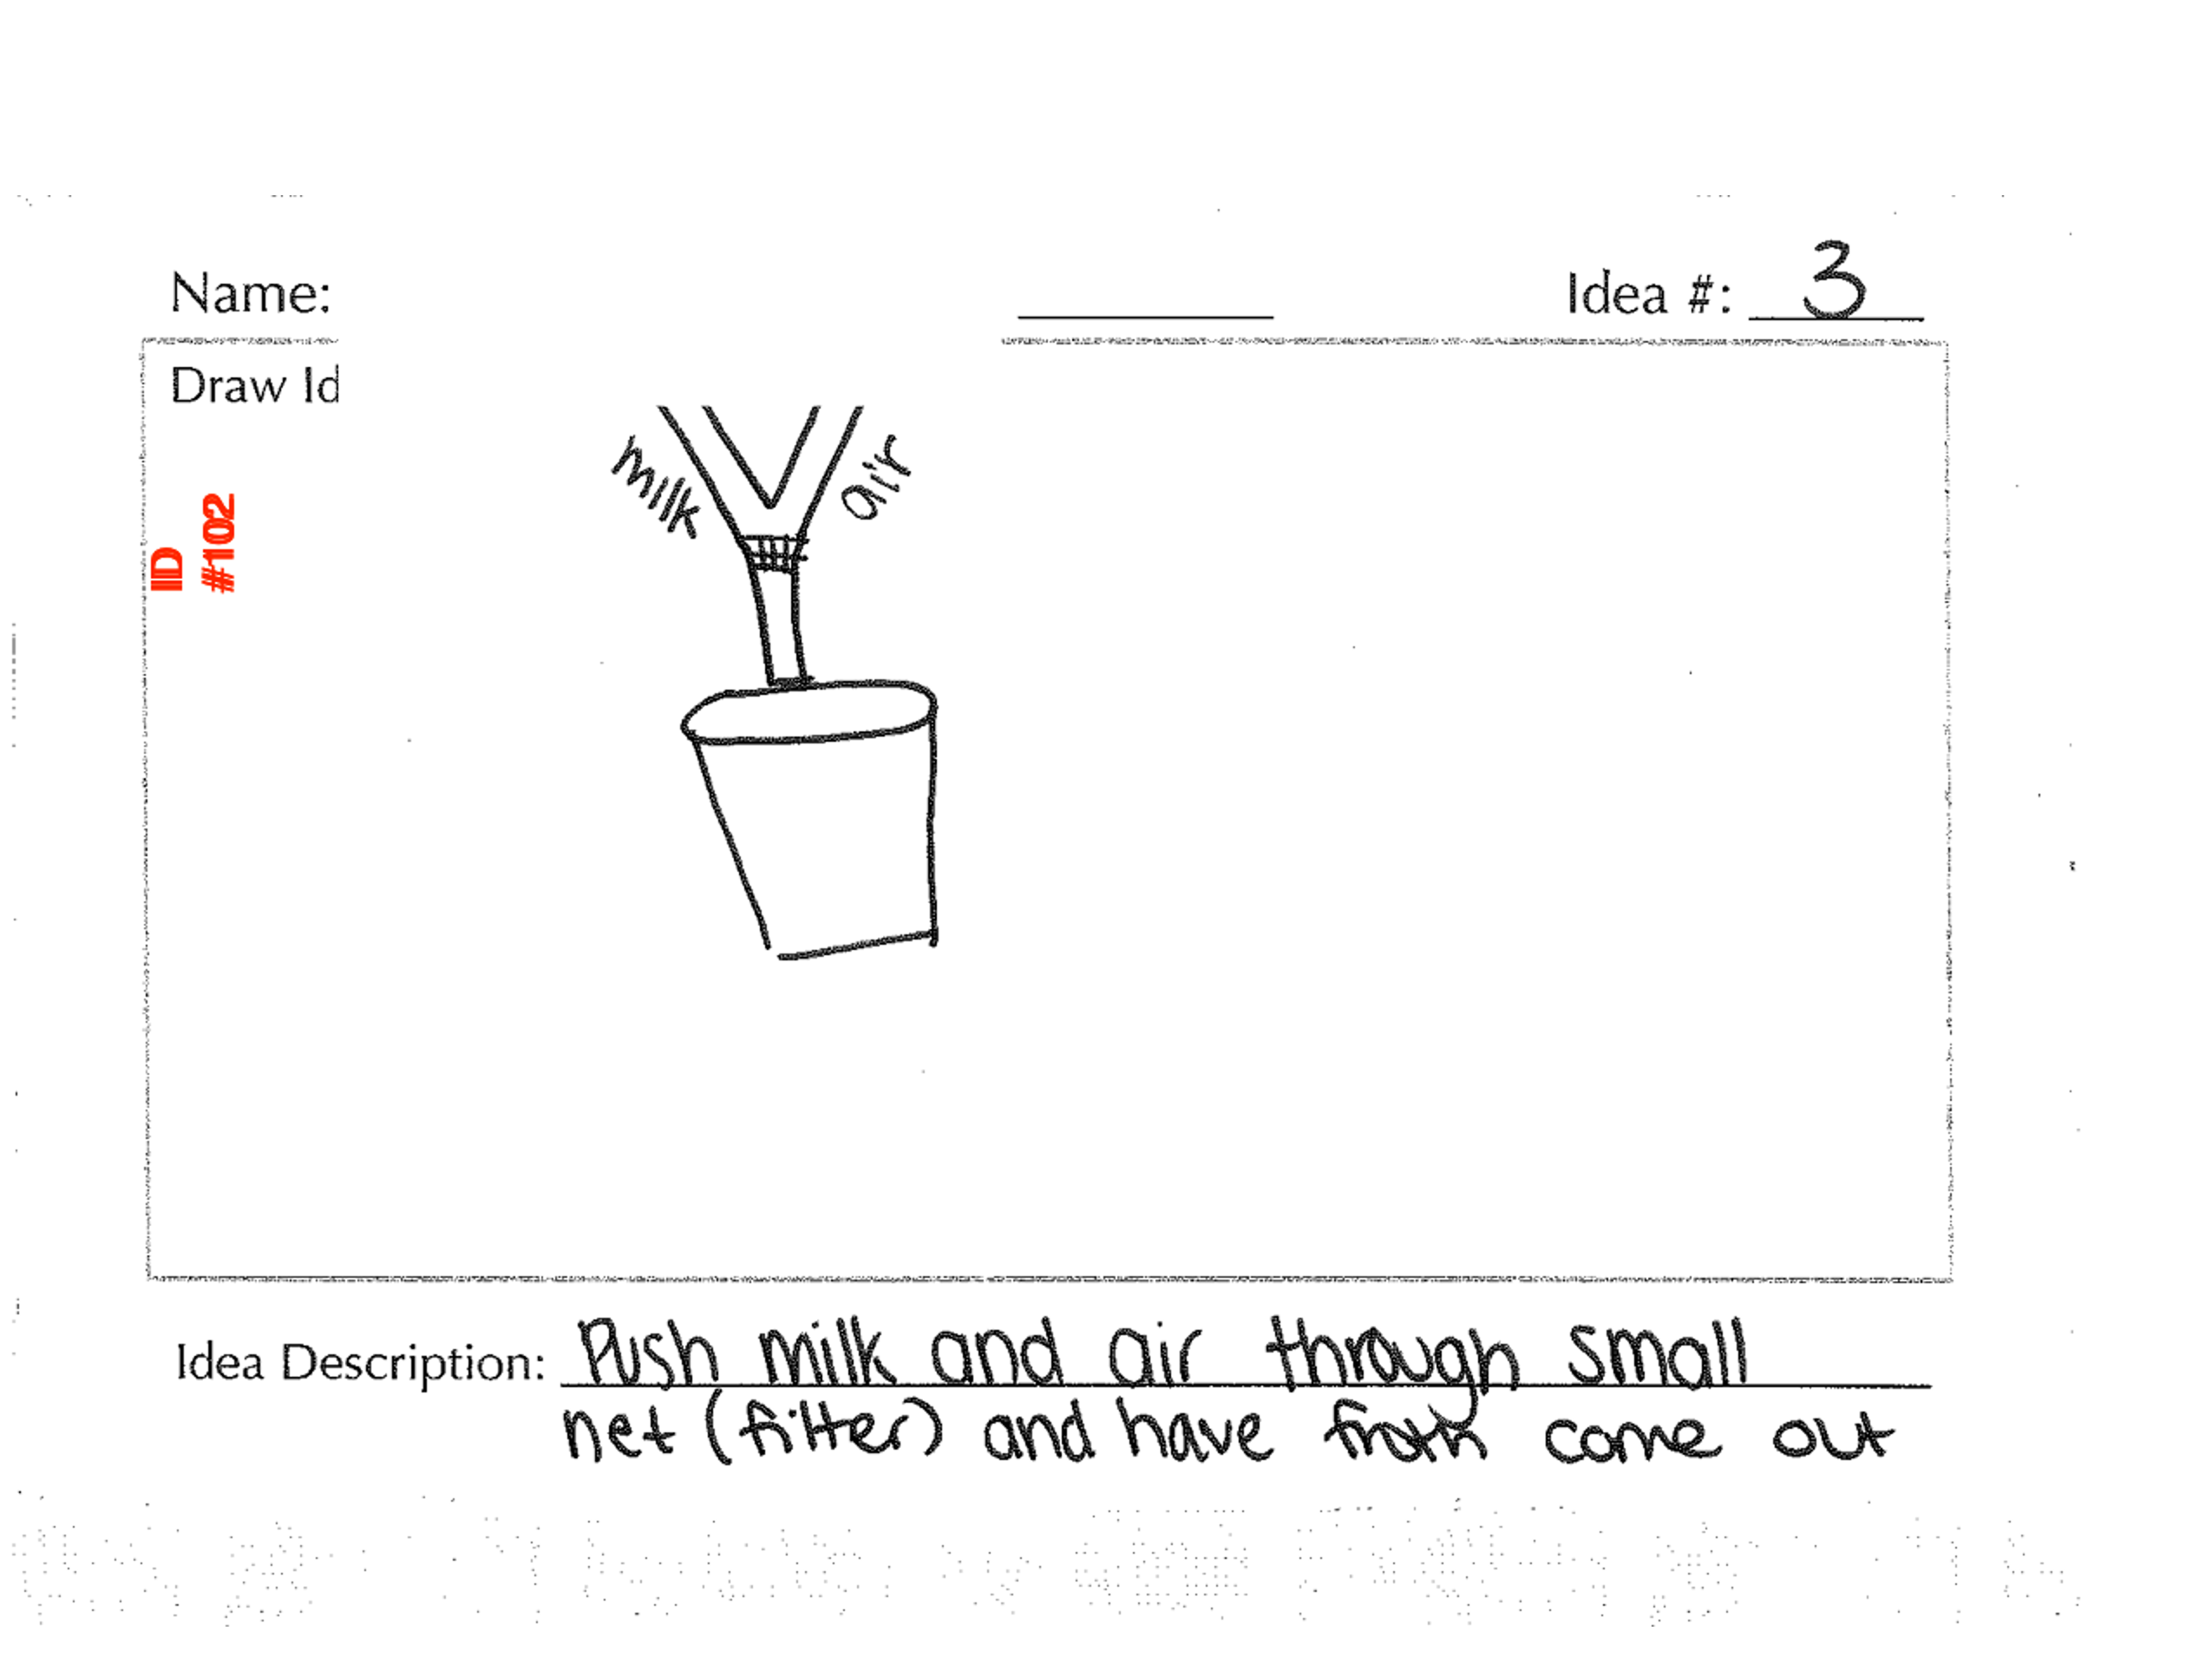 Name:
Idea #: 3
Draw Id
ID
#102
milk
air
Idea Description: Push milk and air through small
net (filter) and have froth come out